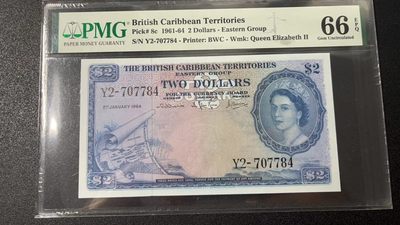 PMG
PAPER MONEY GUARANTY
British Caribbean Territories
Pick# 8c 1961-64 2 Dollars - Eastern Group
S/N Y2-707784 - Printer: BWC - Wmk: Queen Elizabeth II
66 EPQ
Gem Uncirculated
THE BRITISH CARIBBEAN TERRITORIES
EASTERN GROUP
$2
$2
Y2-707784
TWO DOLLARS
FOR THE CURRENCY BOARD
2ND JANUARY 1964
Y2-707784
$2
$2